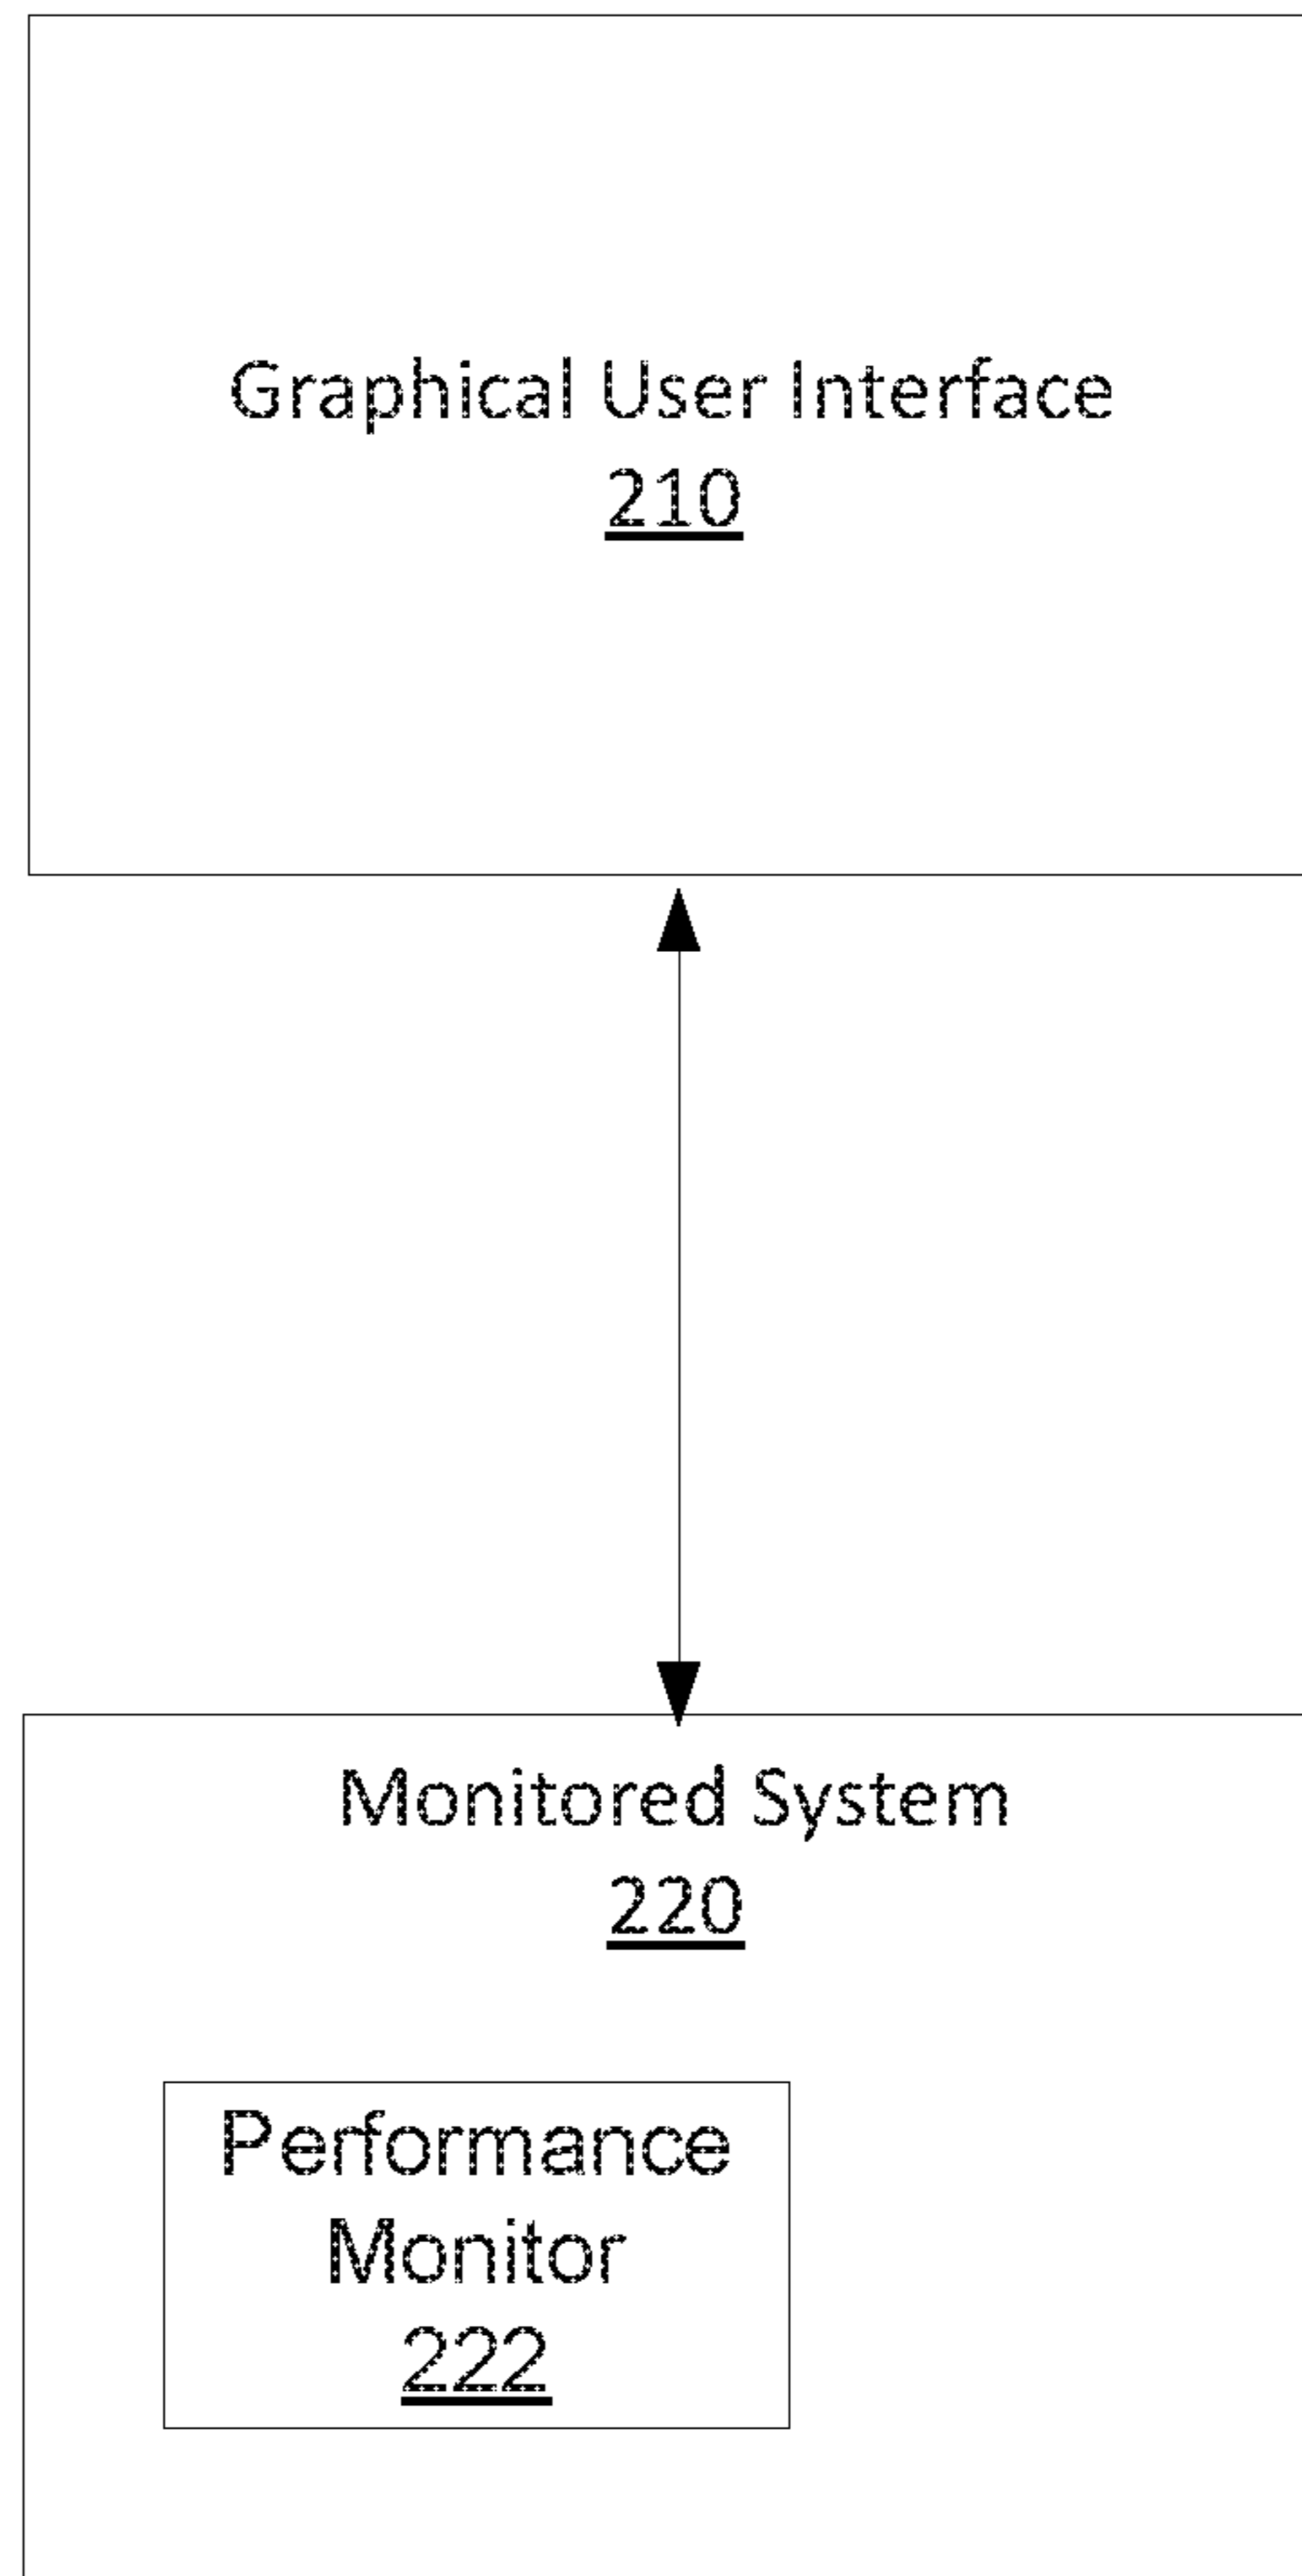 Graphical User Interface
210
Monitored System
220
Performance
Monitor
222